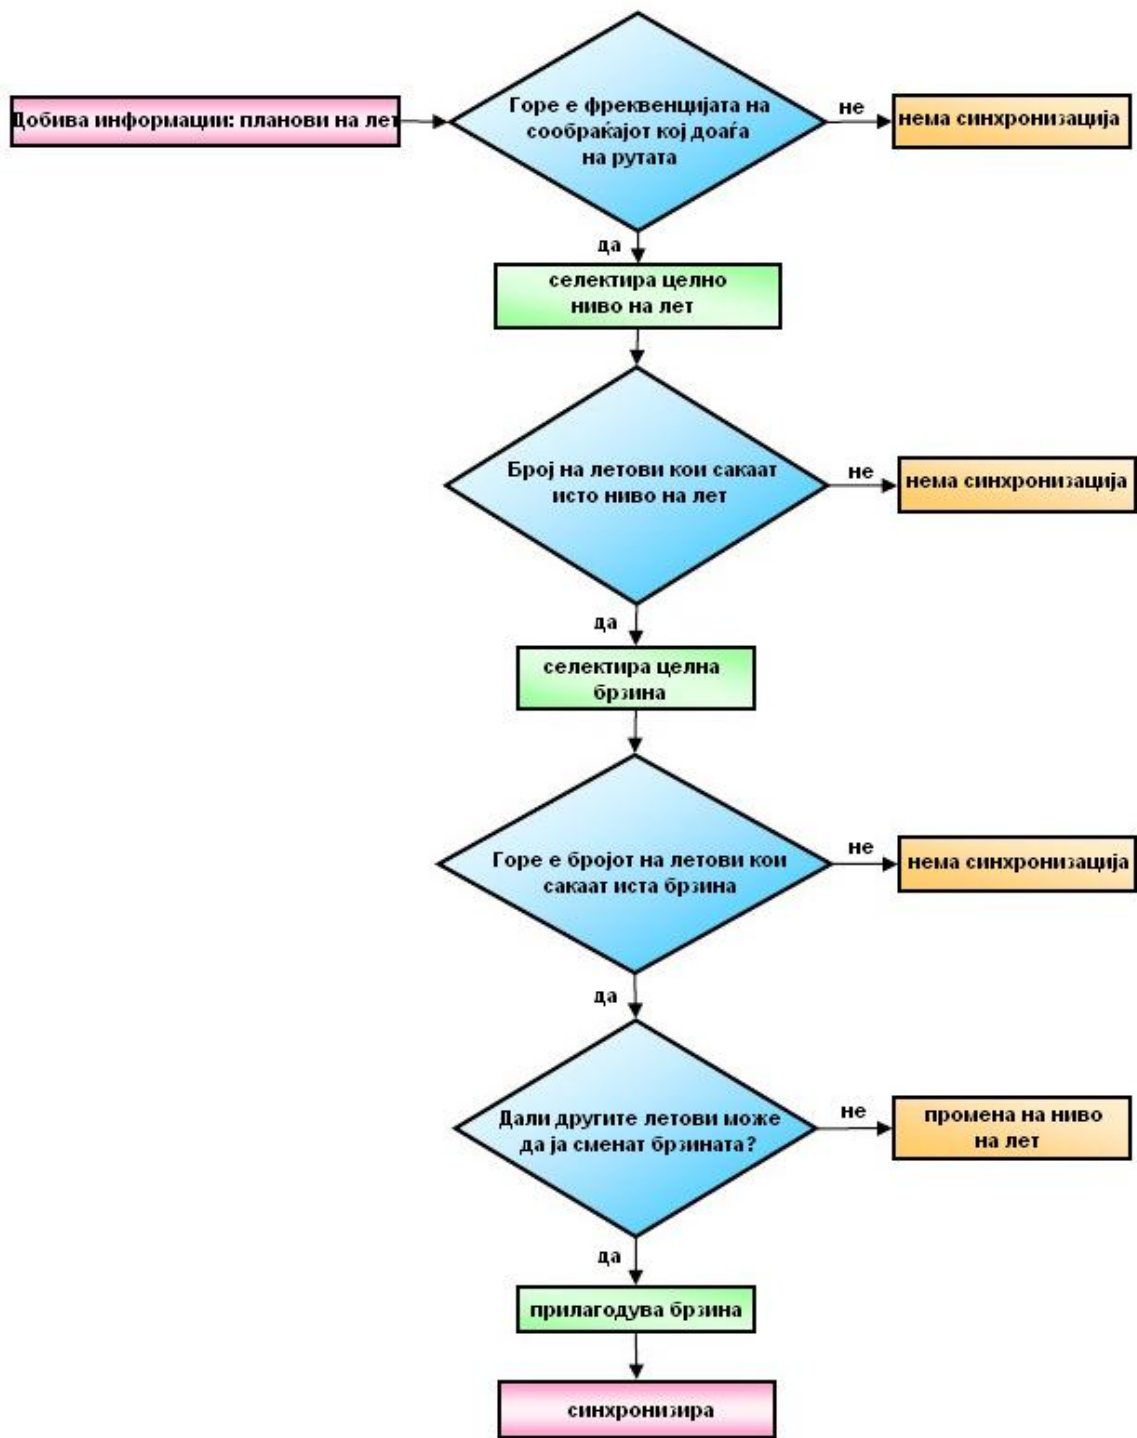 Добива информации: планови на лет
Горе е фреквенцијата на
сообраќајот кој доаѓа
на рутата
не
нема синхронизација
да
селектира целно
ниво на лет
Број на летови кои сакаат
исто ниво на лет
не
нема синхронизација
да
селектира целна
брзина
Горе е бројот на летови кои
сакаат иста брзина
не
нема синхронизација
да
Дали другите летови може
да ја сменат брзината?
не
промена на ниво
на лет
да
прилагодува брзина
синхронизира